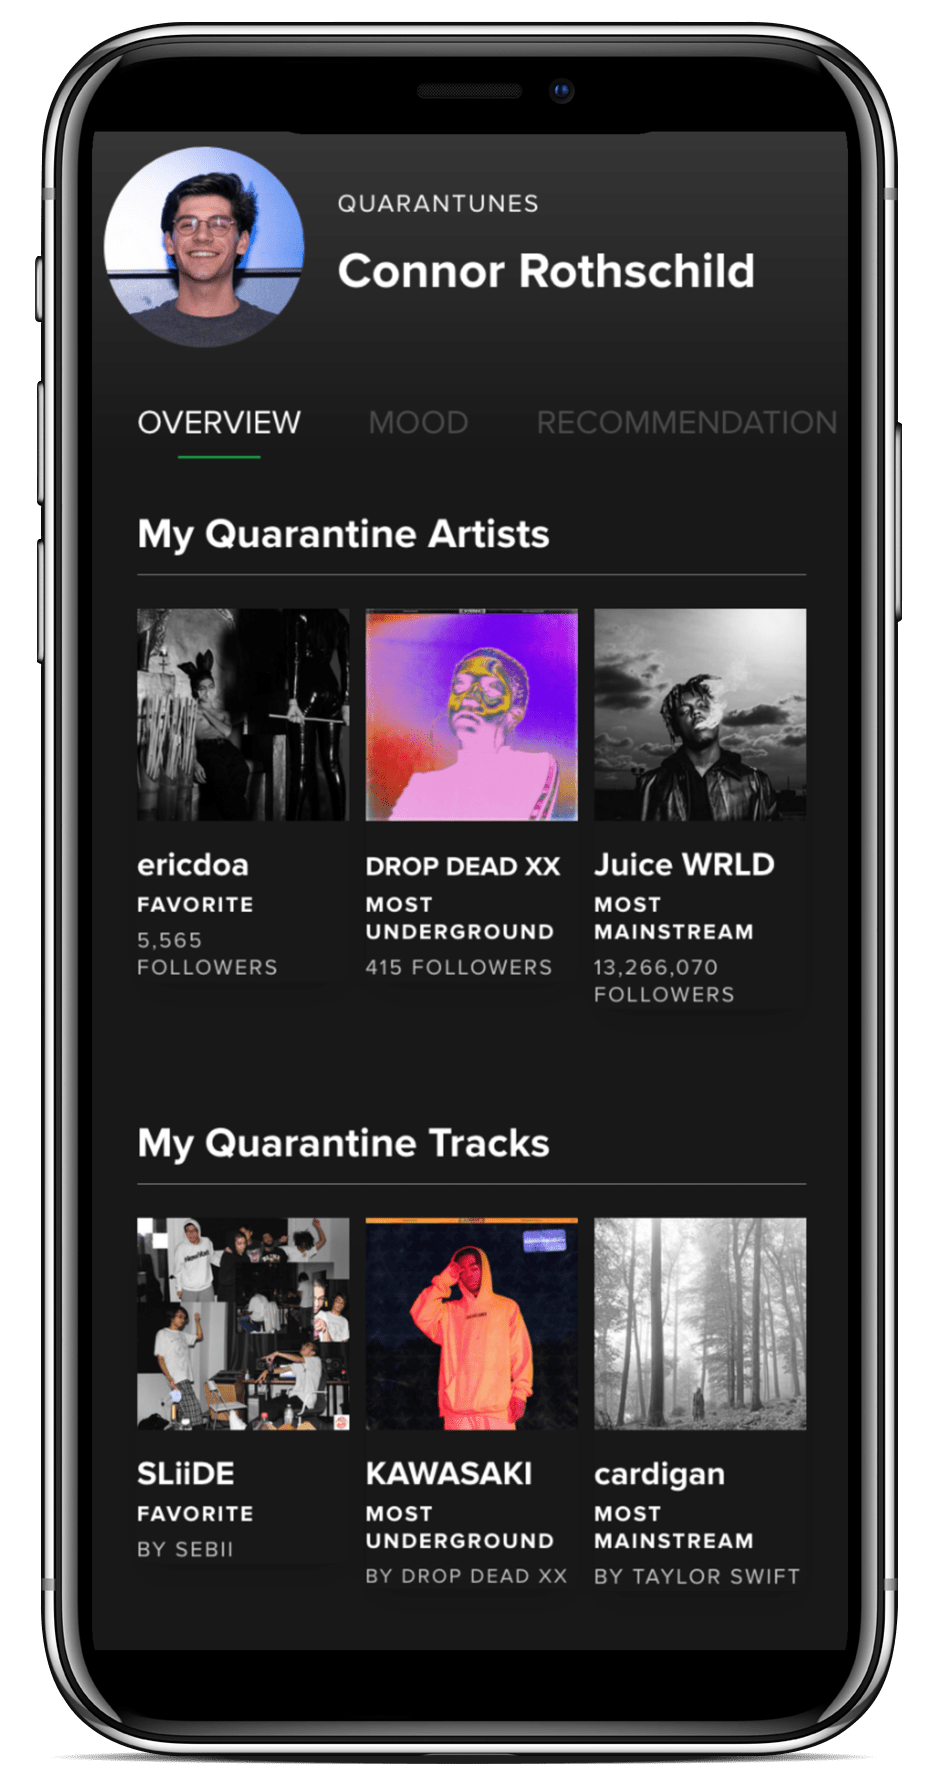 QUARANTUNES
Connor Rothschild
OVERVIEW MOOD RECOMMENDATION
My Quarantine Artists
ericdoa
FAVORITE
5,565
FOLLOWERS
DROP DEAD XX
MOST
UNDERGROUND
415 FOLLOWERS
Juice WRLD
MOST
MAINSTREAM
13,266,070
FOLLOWERS
My Quarantine Tracks
SLiiDE
FAVORITE
BY SEBII
KAWASAKI
MOST
UNDERGROUND
BY DROP DEAD XX
cardigan
MOST
MAINSTREAM
BY TAYLOR SWIFT